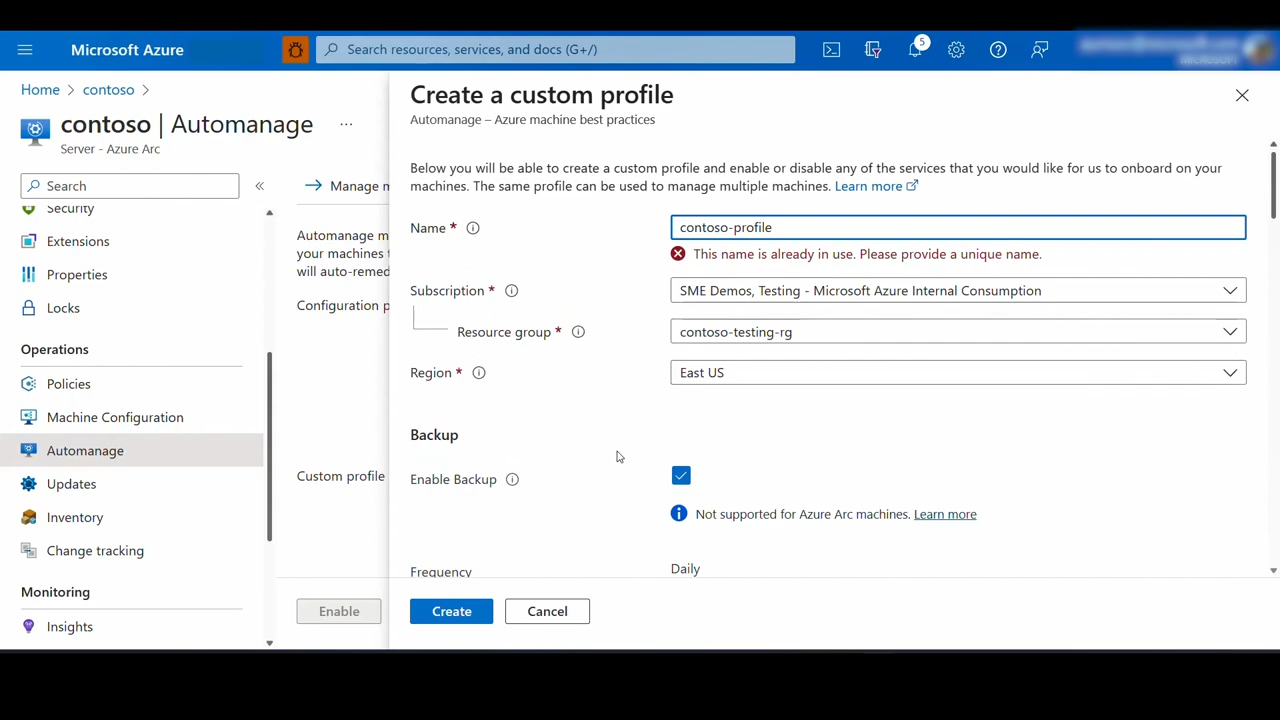 Microsoft Azure
Search resources, services, and docs (G+/)
5
Home > contoso >
contoso | Automanage
...
Server - Azure Arc
Search
«
Security
Extensions
Properties
Locks
Operations
Policies
Machine Configuration
Automanage
Updates
Inventory
Change tracking
Monitoring
Insights
Manage m
Automanage m
your machines t
will auto-remed
Configuration p
Custom profile
Enable
Create a custom profile
Automanage – Azure machine best practices
Below you will be able to create a custom profile and enable or disable any of the services that you would like for us to onboard on your
machines. The same profile can be used to manage multiple machines. Learn more
Name *
contoso-profile
This name is already in use. Please provide a unique name.
Subscription *
SME Demos, Testing - Microsoft Azure Internal Consumption
Resource group *
contoso-testing-rg
Region *
East US
Backup
Enable Backup
Not supported for Azure Arc machines. Learn more
Frequency
Daily
Create
Cancel